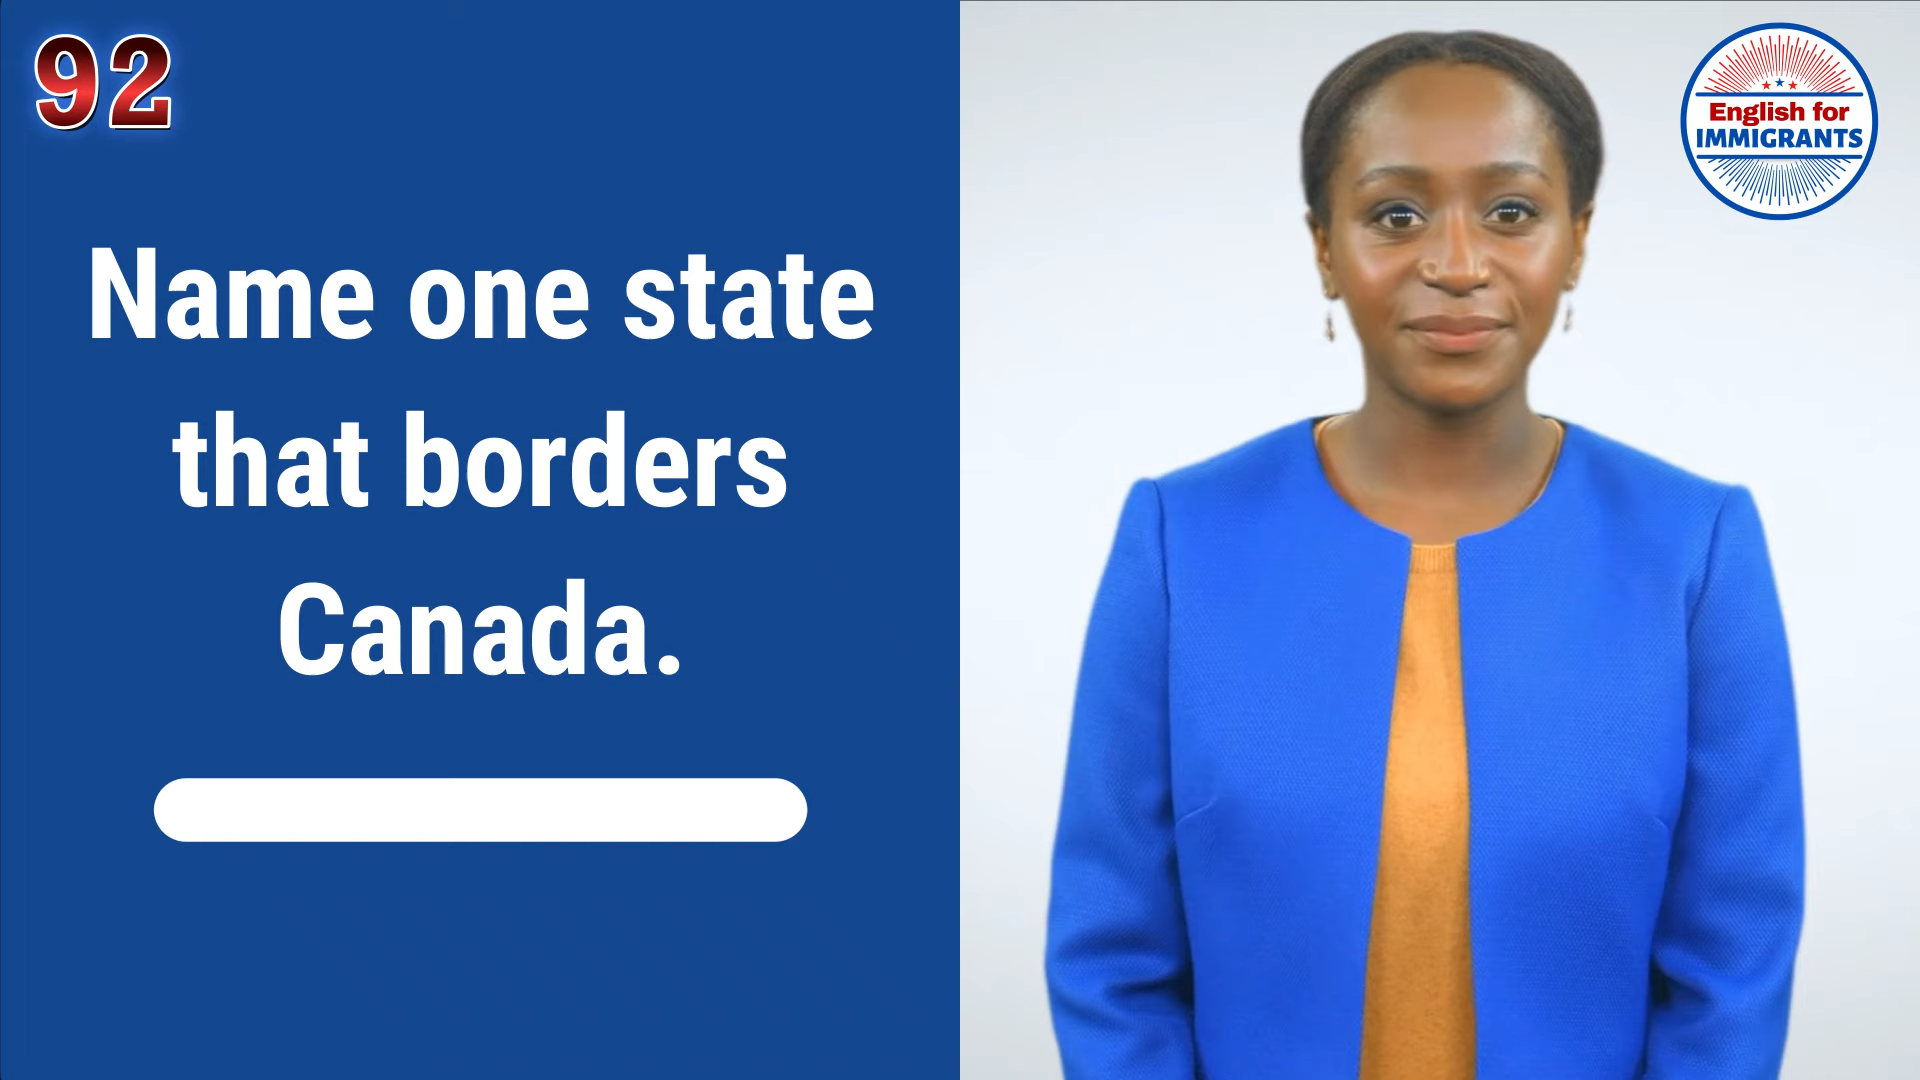 92
Name one state
that borders
Canada.
English for
IMMIGRANTS